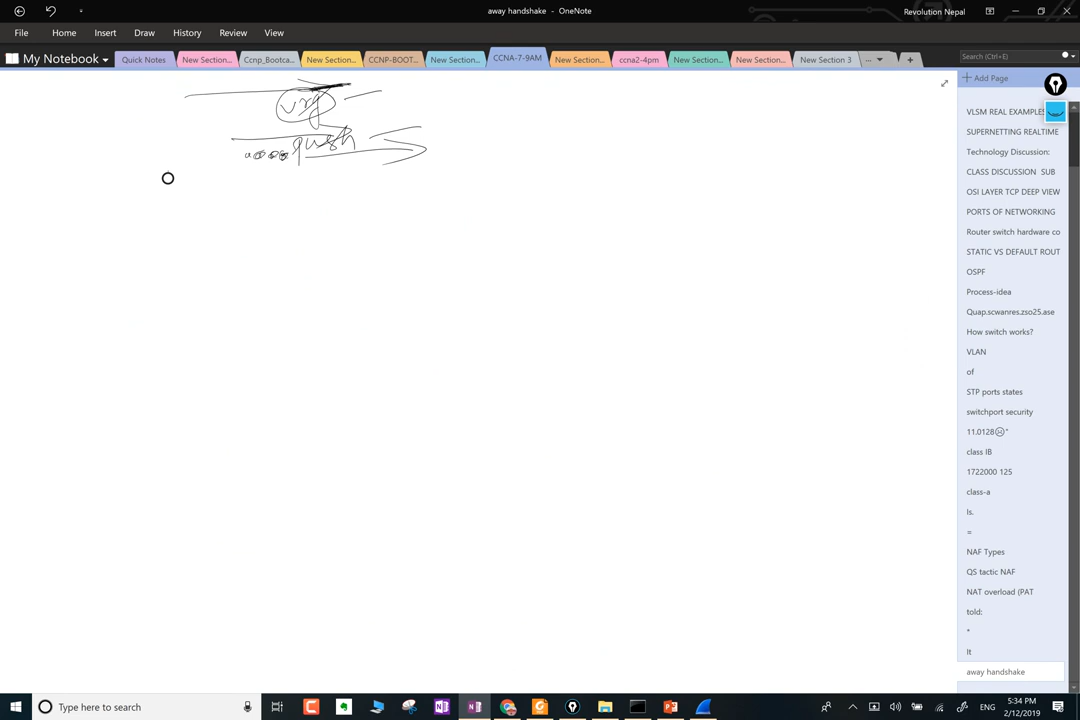 away handshake - OneNote
Revolution Nepal
File Home Insert Draw History Review View
My Notebook
Quick Notes
New Section...
Ccnp_Bootca...
New Section...
CCNP-BOOT...
New Section...
CCNA-7-9AM
New Section...
ccna2-4pm
New Section...
New Section...
New Section 3
...
Search (Ctrl+E)
urg
push
Add Page
VLSM REAL EXAMPLES
SUPERNETTING REALTIME
Technology Discussion:
CLASS DISCUSSION SUB
OSI LAYER TCP DEEP VIEW
PORTS OF NETWORKING
Router switch hardware co
STATIC VS DEFAULT ROUT
OSPF
Process-idea
Quap.scwanres.zso25.ase
How switch works?
VLAN
of
STP ports states
switchport security
11.0128☹"
class IB
1722000 125
class-a
Is.
=
NAF Types
QS tactic NAF
NAT overload (PAT
told:
*
It
away handshake
Type here to search
ENG
5:34 PM
2/12/2019